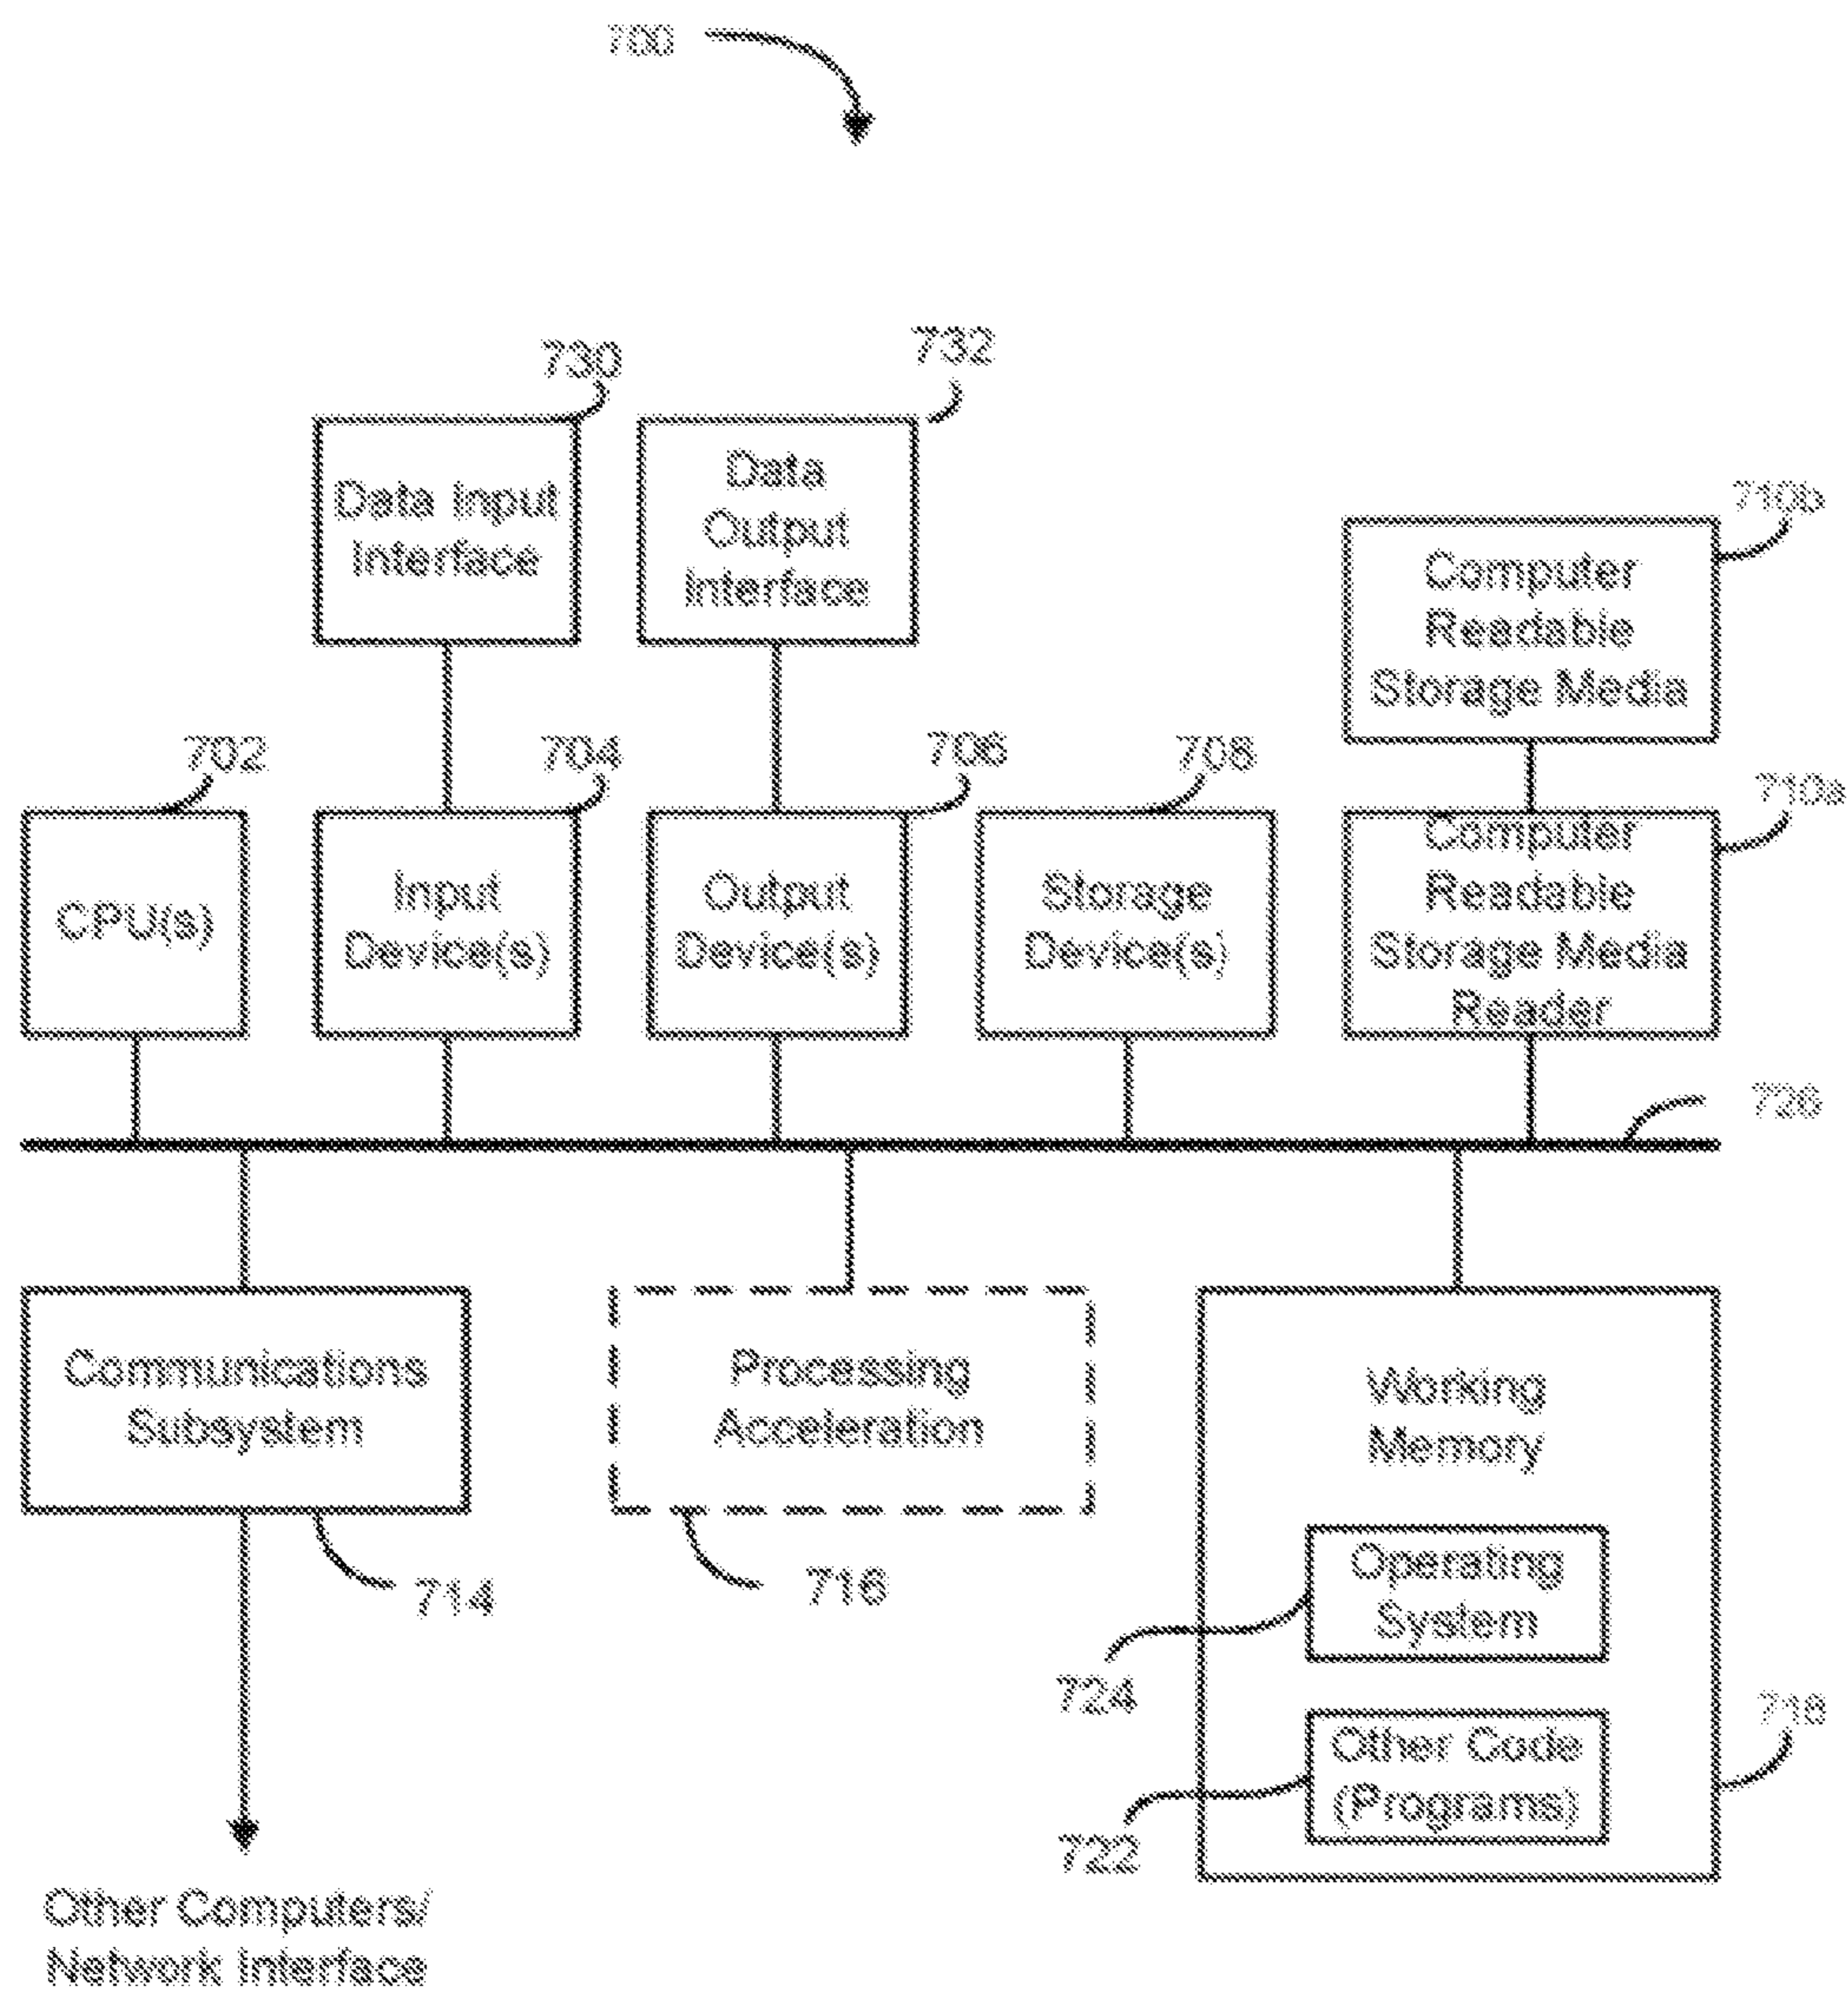 700
730
732
Data Input
Interface
Data
Output
Interface
710b
Computer
Readable
Storage Media
702
704
706
708
710a
CPU(s)
Input
Device(s)
Output
Device(s)
Storage
Device(s)
Computer
Readable
Storage Media
Reader
726
Communications
Subsystem
Processing
Acceleration
Working
Memory
714
716
Operating
System
724
718
Other Code
(Programs)
722
Other Computers/
Network Interface